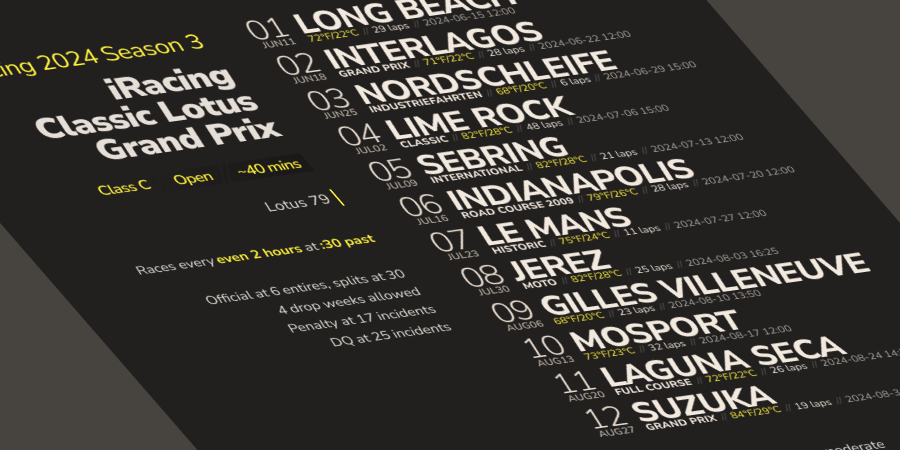 ing 2024 Season 3
iRacing
Classic Lotus
Grand Prix
Class C Open ~40 mins
Lotus 79
Races every even 2 hours at :30 past
Official at 6 entires, splits at 30
4 drop weeks allowed
Penalty at 17 incidents
DQ at 25 incidents
01 LONG BEACH
JUN11 72°F/22°C // 29 laps // 2024-06-15 12:00
02 INTERLAGOS
JUN18 GRAND PRIX // 71°F/22°C // 28 laps // 2024-06-22 12:00
03 NORDSCHLEIFE
JUN25 INDUSTRIEFAHRTEN // 68°F/20°C // 6 laps // 2024-06-29 15:00
04 LIME ROCK
JUL02 CLASSIC // 82°F/28°C // 48 laps // 2024-07-06 15:00
05 SEBRING
JUL09 INTERNATIONAL // 82°F/28°C // 21 laps // 2024-07-13 12:00
06 INDIANAPOLIS
JUL16 ROAD COURSE 2009 // 79°F/26°C // 28 laps // 2024-07-20 12:00
07 LE MANS
JUL23 HISTORIC // 75°F/24°C // 11 laps // 2024-07-27 12:00
08 JEREZ
JUL30 MOTO // 82°F/28°C // 25 laps // 2024-08-03 16:25
09 GILLES VILLENEUVE
AUG06 68°F/20°C // 23 laps // 2024-08-10 13:50
10 MOSPORT
AUG13 73°F/23°C // 32 laps // 2024-08-17 12:00
11 LAGUNA SECA
AUG20 FULL COURSE // 72°F/22°C // 26 laps // 2024-08-24 14:
12 SUZUKA
AUG27 GRAND PRIX // 84°F/29°C // 19 laps // 2024-08-3
moderate